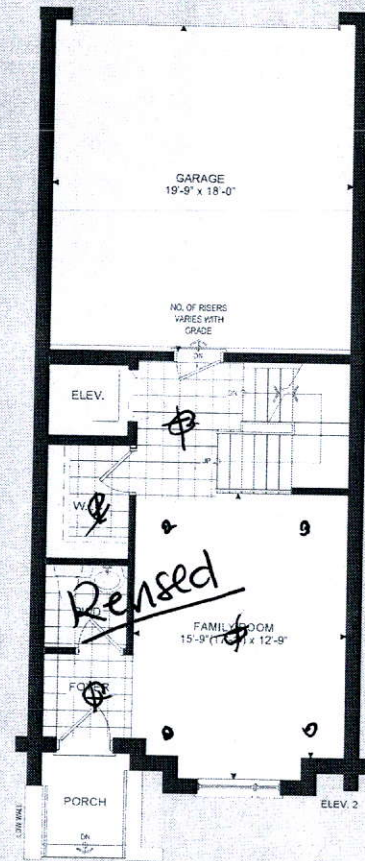 GARAGE
19'-9" x 18'-0"
NO. OF RISERS
VARIES WITH
GRADE
DN
ELEV.
DN
UP
W.
Revised
FAMILY ROOM
15'-9" x 12'-9"
FOYER
PORCH
DN
ELEV. 2